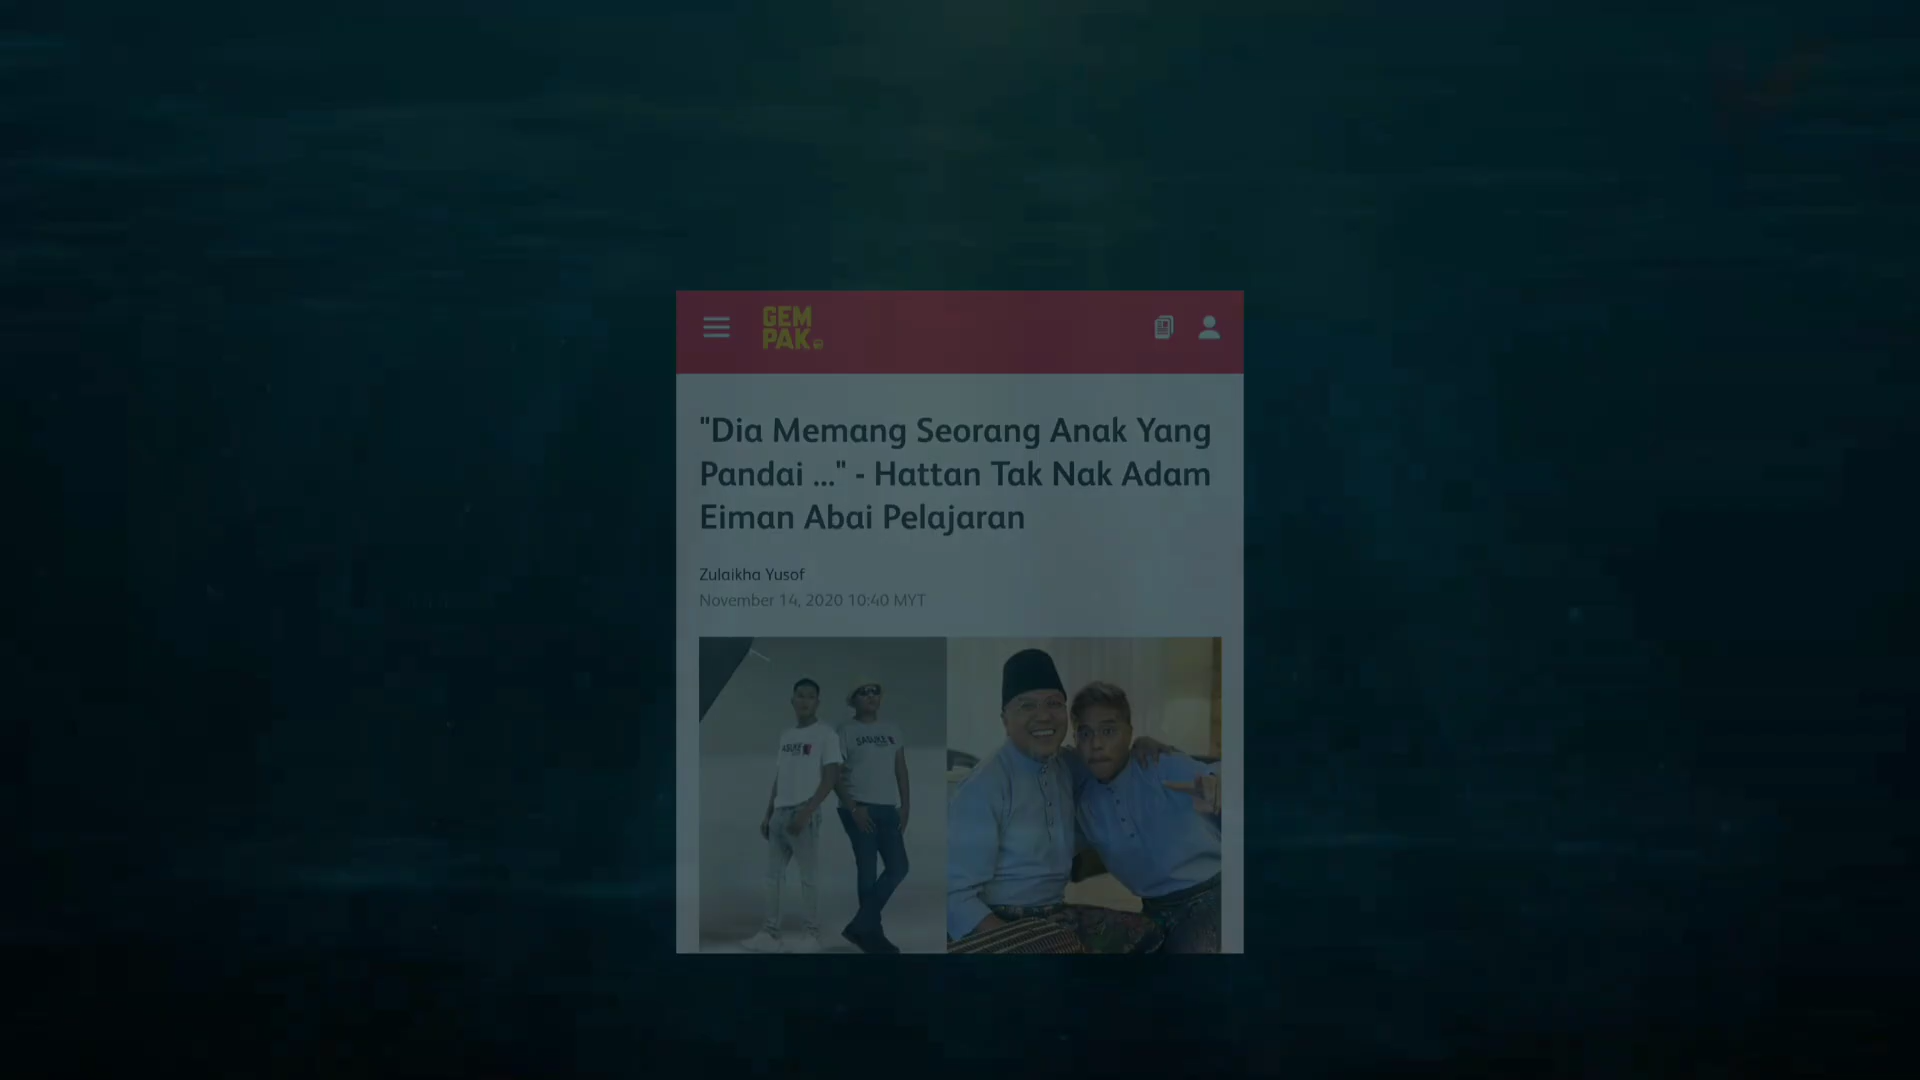 GEM
PAK
"Dia Memang Seorang Anak Yang
Pandai ..." - Hattan Tak Nak Adam
Eiman Abai Pelajaran
Zulaikha Yusof
November 14, 2020 10:40 MYT
SASUKE